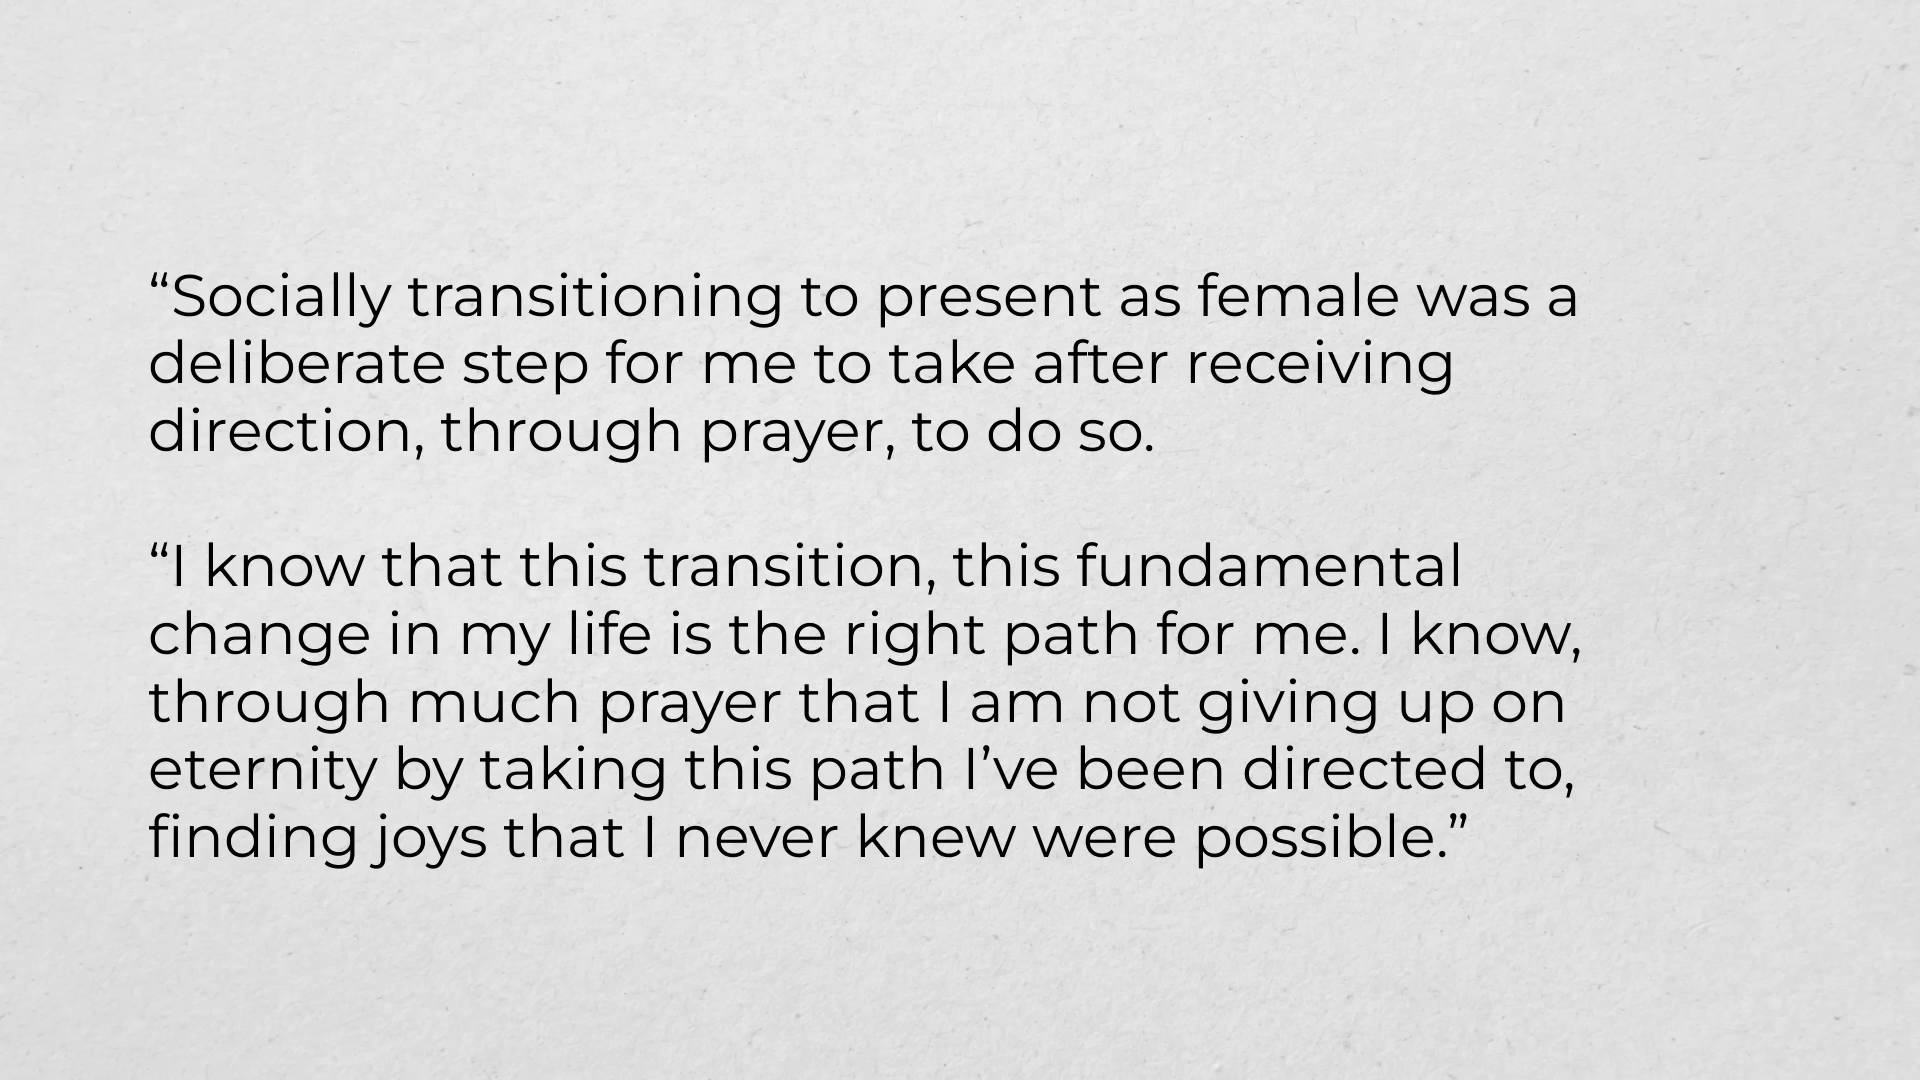 “Socially transitioning to present as female was a
deliberate step for me to take after receiving
direction, through prayer, to do so.
“I know that this transition, this fundamental
change in my life is the right path for me. I know,
through much prayer that I am not giving up on
eternity by taking this path I’ve been directed to,
finding joys that I never knew were possible.”